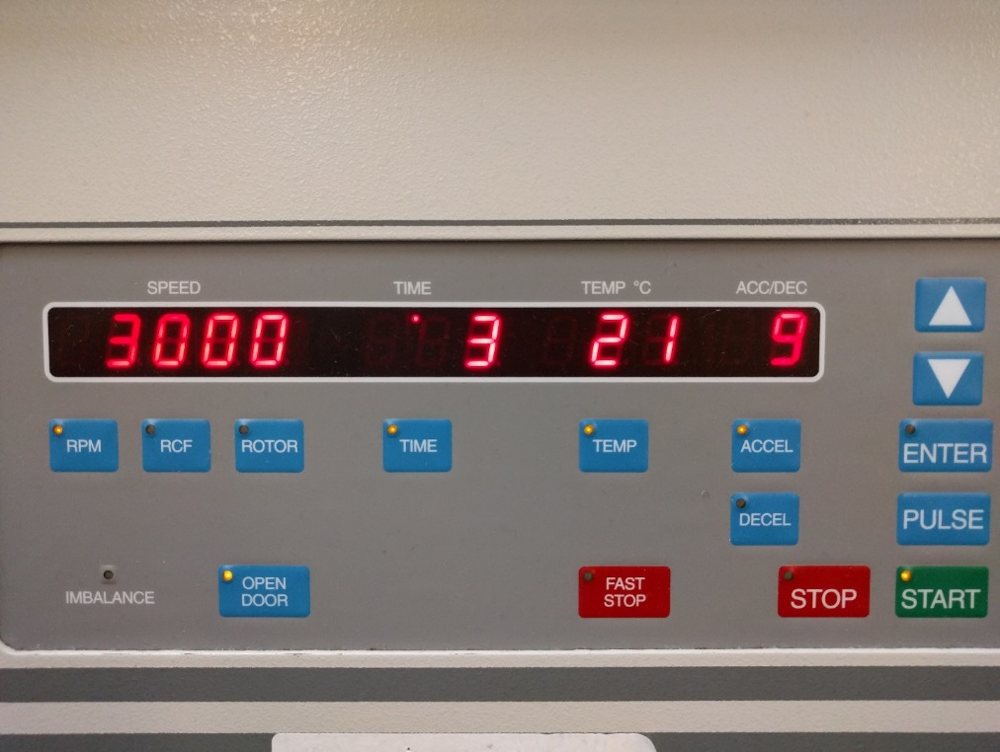 SPEED TIME TEMP °C ACC/DEC
3000 3 21 9
RPM RCF ROTOR TIME TEMP ACCEL ENTER
DECEL PULSE
IMBALANCE
OPEN
DOOR
FAST
STOP
STOP
START